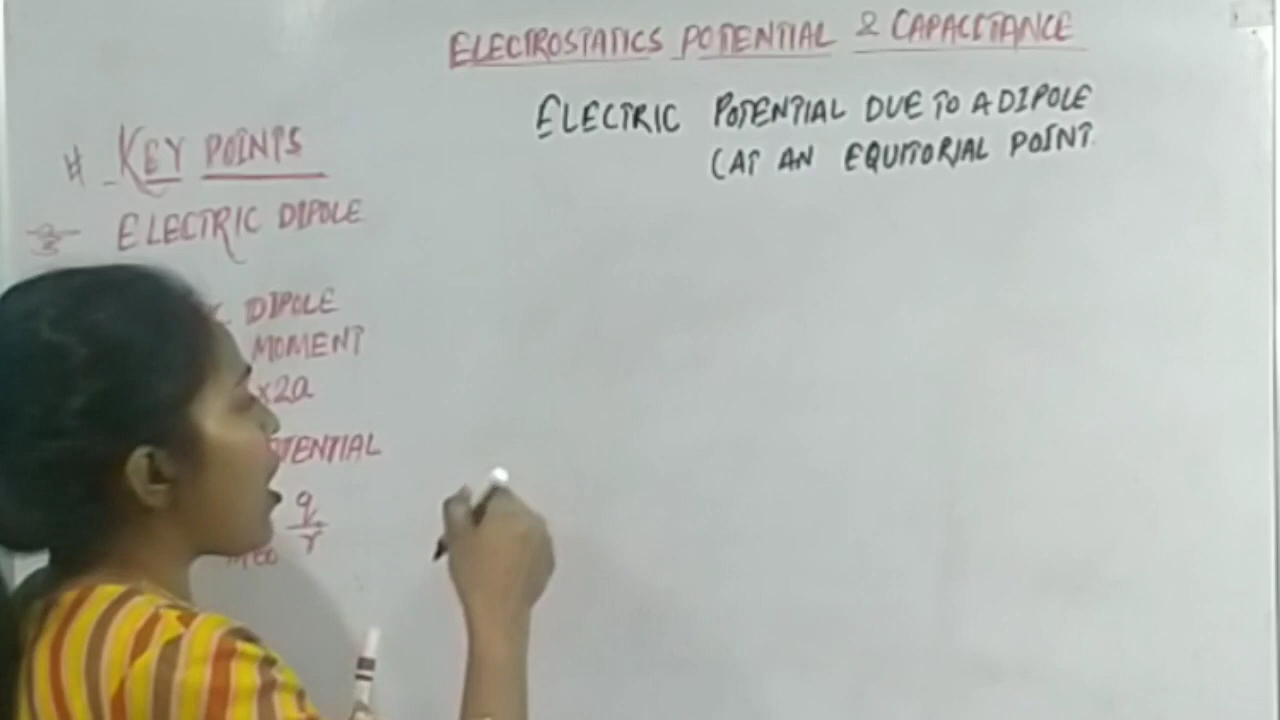 ELECTROSTATICS POTENTIAL & CAPACITANCE
ELECTRIC POTENTIAL DUE TO A DIPOLE
(AT AN EQUITORIAL POINT.
# KEY POINTS
ELECTRIC DIPOLE
DIPOLE
MOMENT
x2a
TENTIAL
q
r